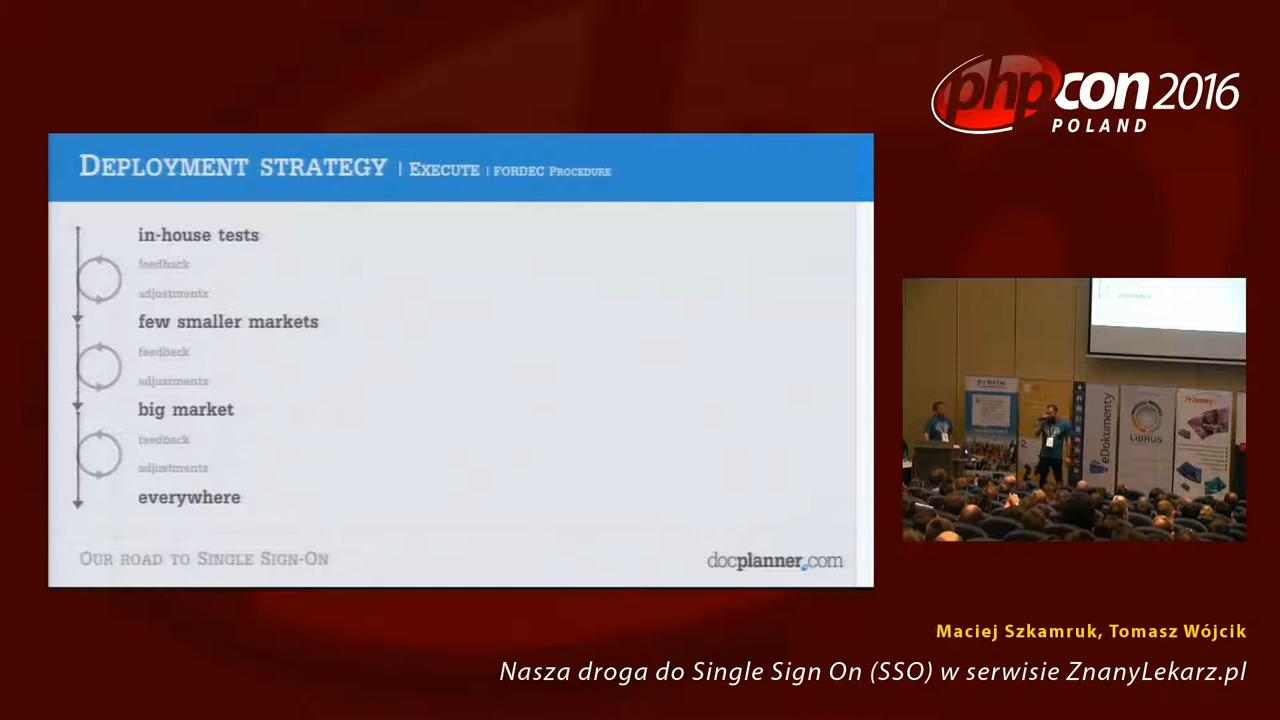 phpcon 2016
POLAND
DEPLOYMENT STRATEGY | EXECUTE | FORDEC PROCEDURE
in-house tests
feedback
adjustments
few smaller markets
feedback
adjustments
big market
feedback
adjustments
everywhere
OUR ROAD TO SINGLE SIGN-ON
docplanner.com
eDokumenty
LIBRUS
Maciej Szkamruk, Tomasz Wójcik
Nasza droga do Single Sign On (SSO) w serwisie ZnanyLekarz.pl